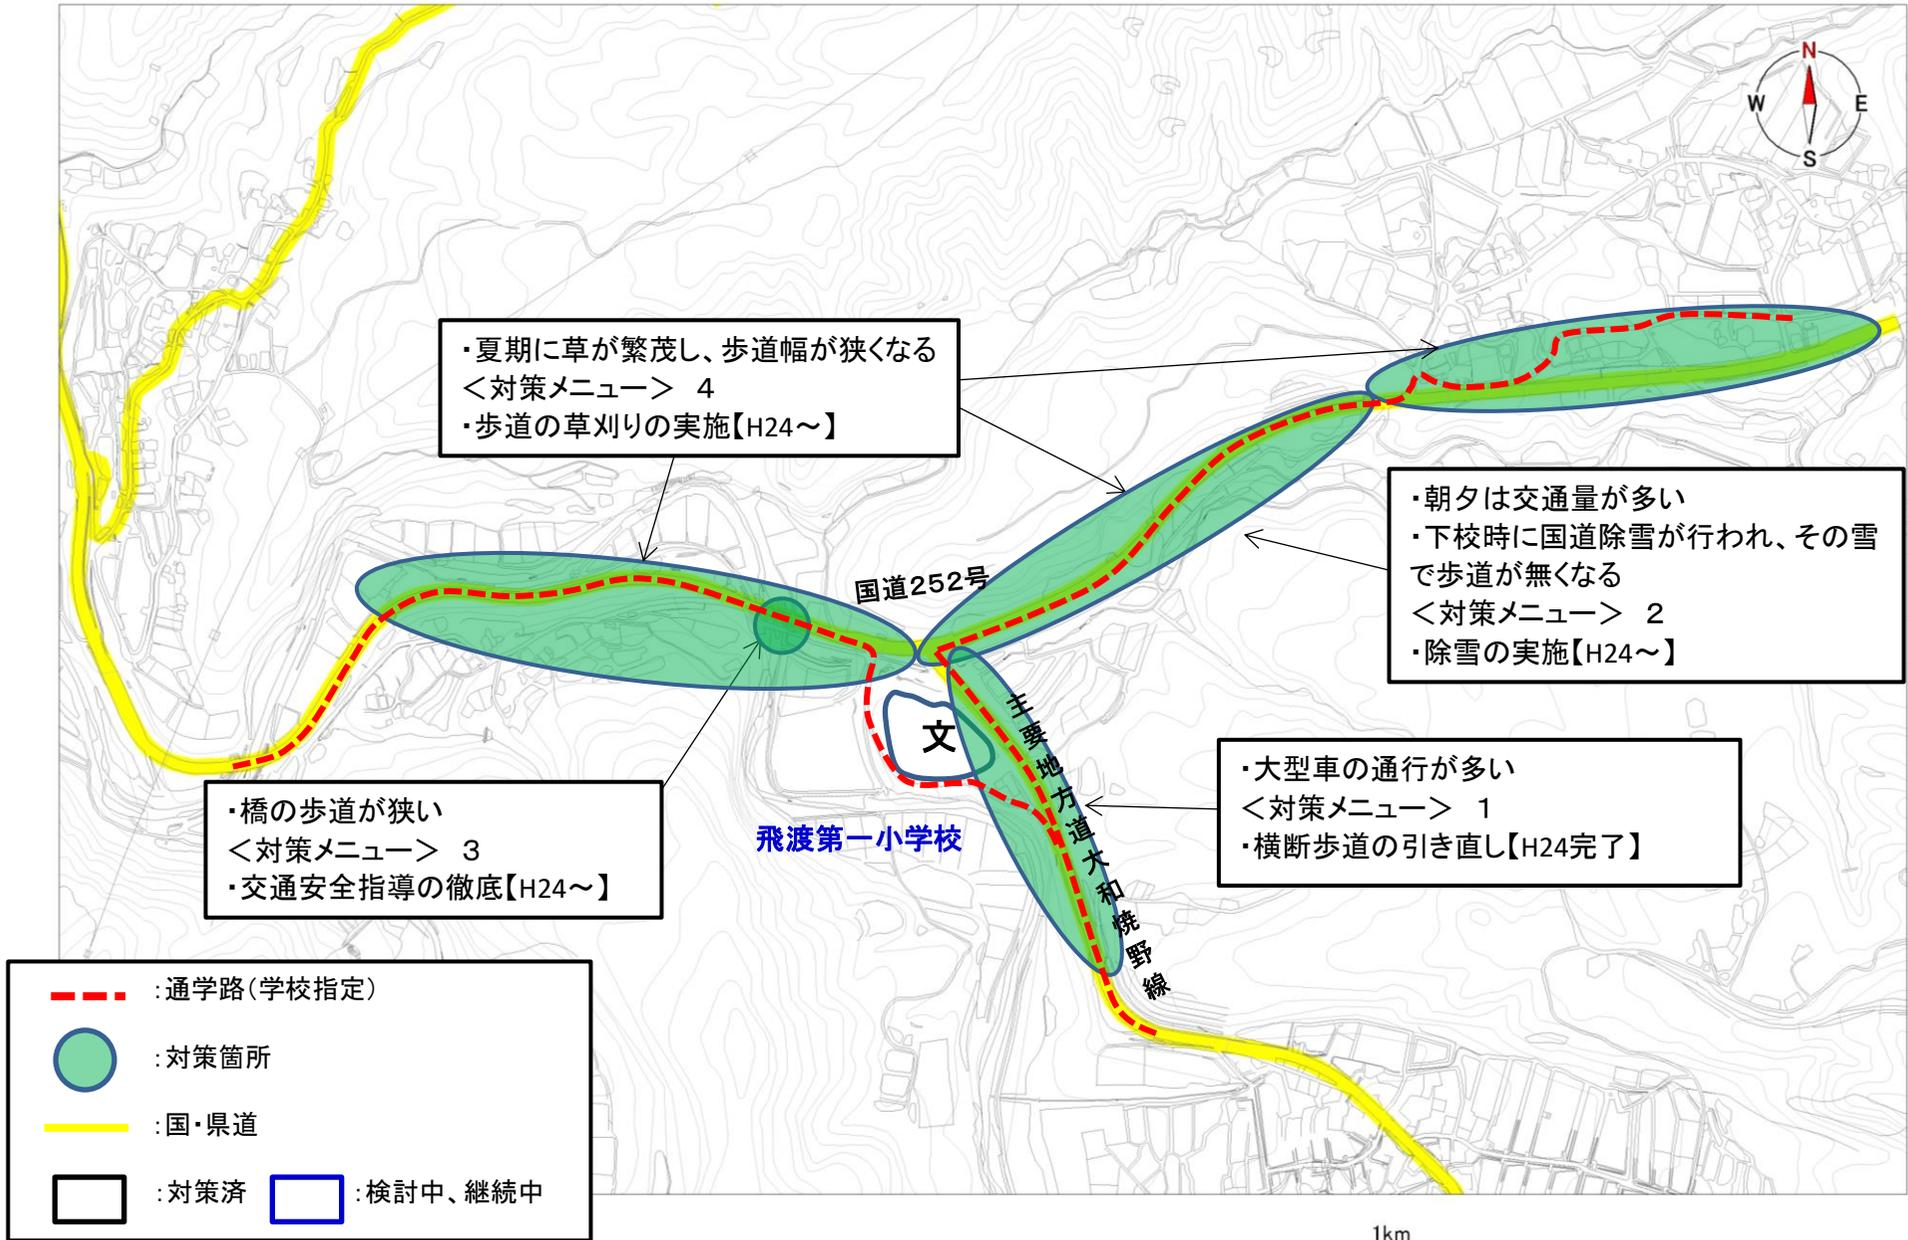 N
W
E
S
・夏期に草が繁茂し、歩道幅が狭くなる
＜対策メニュー＞ 4
・歩道の草刈りの実施【H24～】
・朝夕は交通量が多い
・下校時に国道除雪が行われ、その雪
で歩道が無くなる
＜対策メニュー＞ 2
・除雪の実施【H24～】
国道252号
文
主要地方道大和焼野線
・大型車の通行が多い
＜対策メニュー＞ 1
・横断歩道の引き直し【H24完了】
・橋の歩道が狭い
＜対策メニュー＞ 3
・交通安全指導の徹底【H24～】
飛渡第一小学校
：通学路（学校指定）
：対策箇所
：国・県道
：対策済
：検討中、継続中
1km